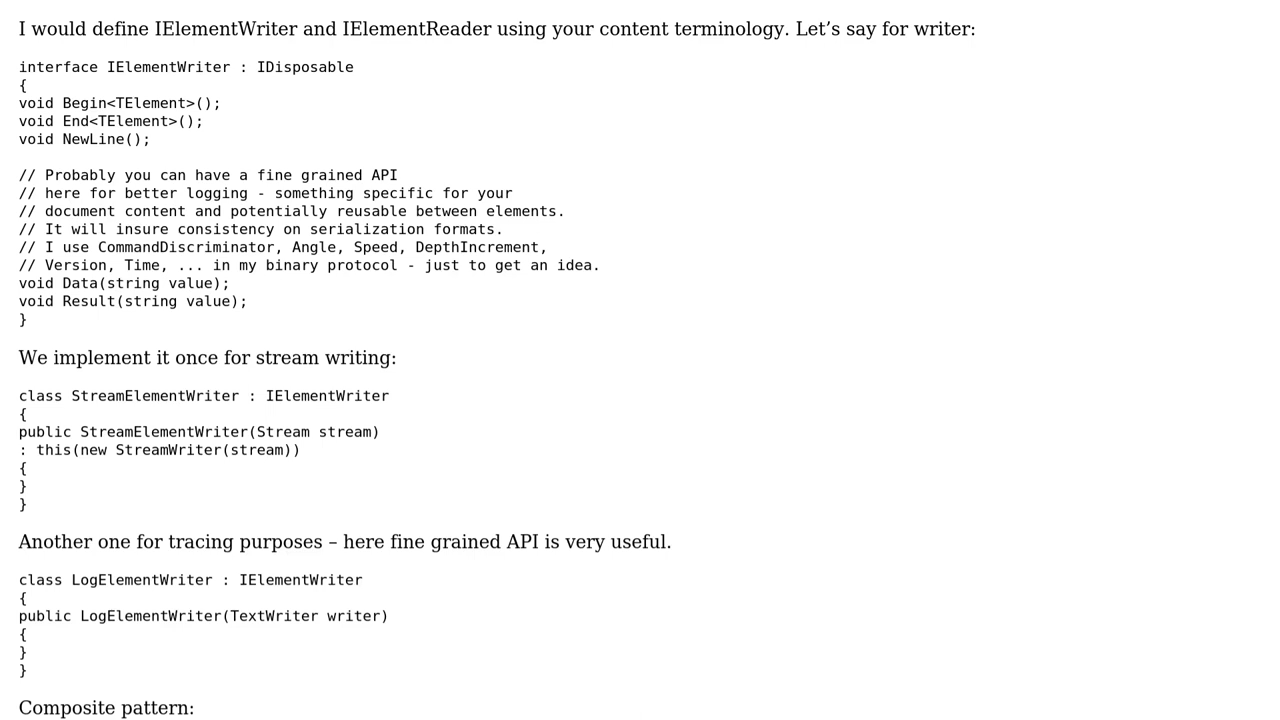 I would define IElementWriter and IElementReader using your content terminology. Let’s say for writer:
interface IElementWriter : IDisposable
{
void Begin<TElement>();
void End<TElement>();
void NewLine();
// Probably you can have a fine grained API
// here for better logging - something specific for your
// document content and potentially reusable between elements.
// It will insure consistency on serialization formats.
// I use CommandDiscriminator, Angle, Speed, DepthIncrement,
// Version, Time, ... in my binary protocol - just to get an idea.
void Data(string value);
void Result(string value);
}
We implement it once for stream writing:
class StreamElementWriter : IElementWriter
{
public StreamElementWriter(Stream stream)
: this(new StreamWriter(stream))
{
}
}
Another one for tracing purposes – here fine grained API is very useful.
class LogElementWriter : IElementWriter
{
public LogElementWriter(TextWriter writer)
{
}
}
Composite pattern: